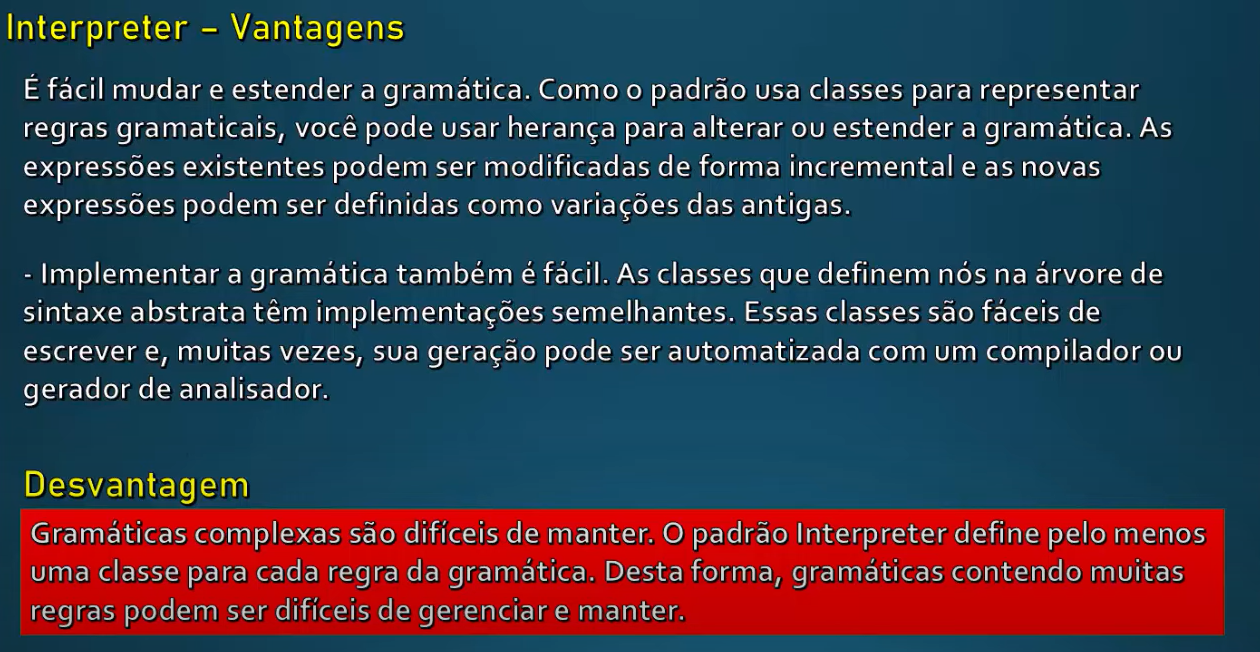 Interpreter – Vantagens
É fácil mudar e estender a gramática. Como o padrão usa classes para representar
regras gramaticais, você pode usar herança para alterar ou estender a gramática. As
expressões existentes podem ser modificadas de forma incremental e as novas
expressões podem ser definidas como variações das antigas.
- Implementar a gramática também é fácil. As classes que definem nós na árvore de
sintaxe abstrata têm implementações semelhantes. Essas classes são fáceis de
escrever e, muitas vezes, sua geração pode ser automatizada com um compilador ou
gerador de analisador.
Desvantagem
Gramáticas complexas são difíceis de manter. O padrão Interpreter define pelo menos
uma classe para cada regra da gramática. Desta forma, gramáticas contendo muitas
regras podem ser difíceis de gerenciar e manter.